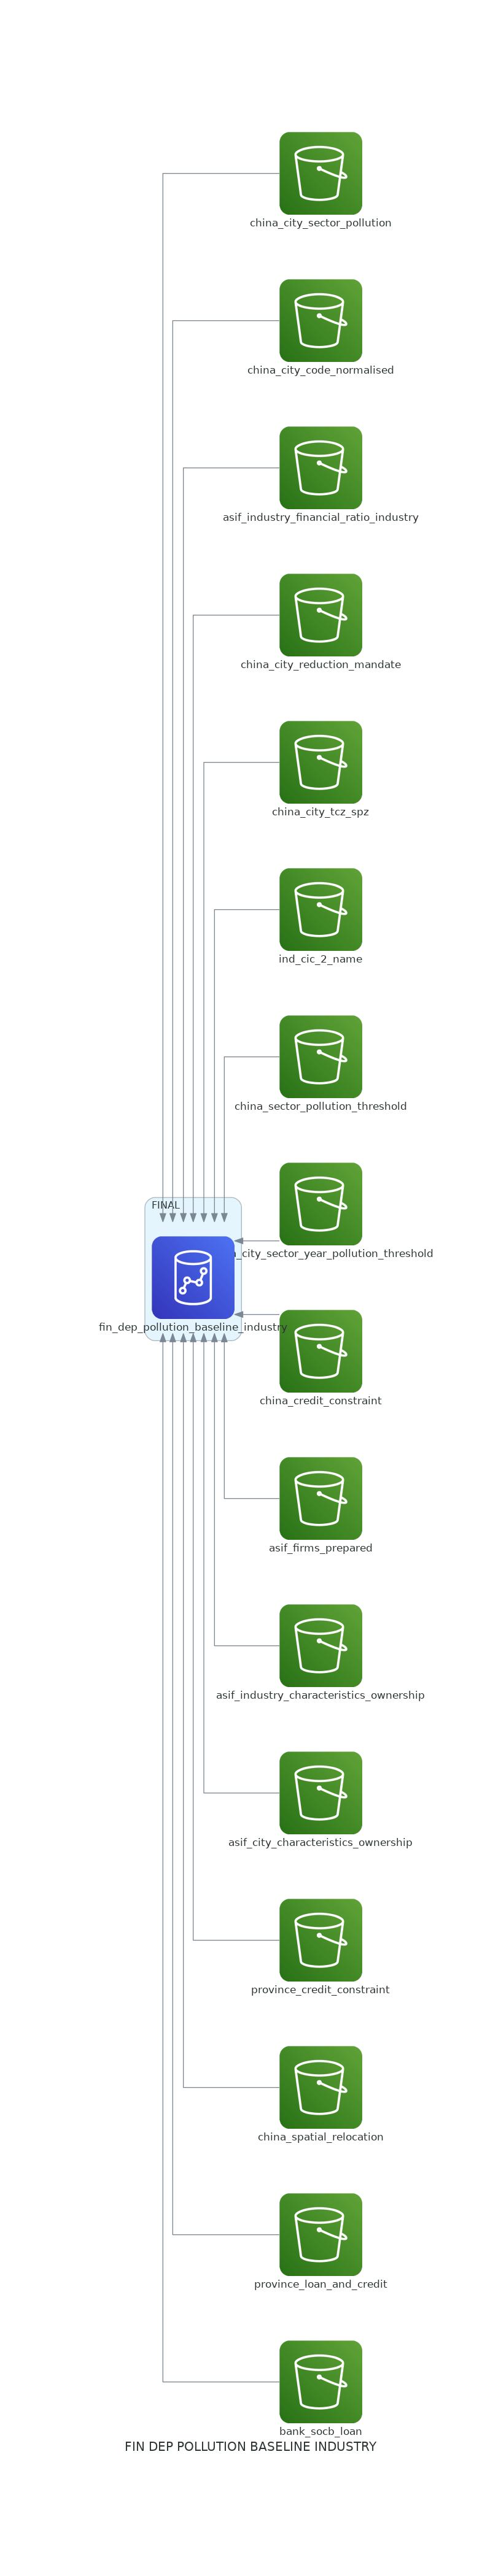 china_city_sector_pollution
china_city_code_normalised
asif_industry_financial_ratio_industry
china_city_reduction_mandate
china_city_tcz_spz
ind_cic_2_name
china_sector_pollution_threshold
FINAL
_city_sector_year_pollution_threshold
fin_dep_pollution_baseline_industry
china_credit_constraint
asif_firms_prepared
asif_industry_characteristics_ownership
asif_city_characteristics_ownership
province_credit_constraint
china_spatial_relocation
province_loan_and_credit
bank_socb_loan
FIN DEP POLLUTION BASELINE INDUSTRY